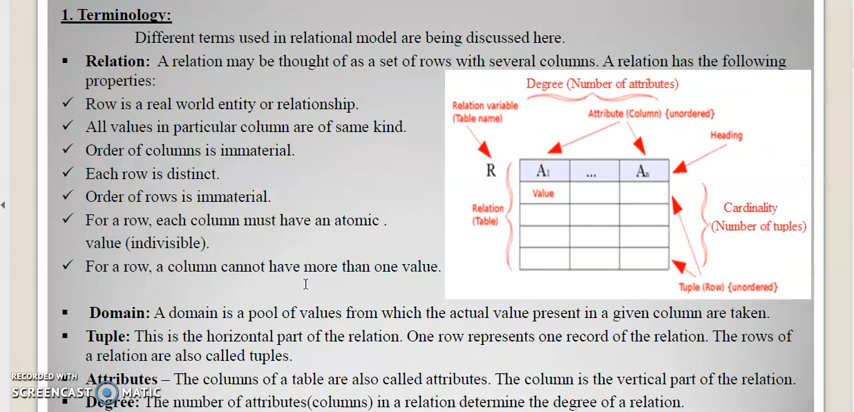 1. Terminology:
Different terms used in relational model are being discussed here.
▪ Relation: A relation may be thought of as a set of rows with several columns. A relation has the following
properties:
✓ Row is a real world entity or relationship.
✓ All values in particular column are of same kind.
✓ Order of columns is immaterial.
✓ Each row is distinct.
✓ Order of rows is immaterial.
✓ For a row, each column must have an atomic .
value (indivisible).
✓ For a row, a column cannot have more than one value.
Degree (Number of attributes)
Relation variable
(Table name)
Attribute (Column) {unordered}
Heading
R
A1 ... An
Value
Relation
(Table)
Cardinality
(Number of tuples)
Tuple (Row) {unordered}
▪ Domain: A domain is a pool of values from which the actual value present in a given column are taken.
▪ Tuple: This is the horizontal part of the relation. One row represents one record of the relation. The rows of
a relation are also called tuples.
Attributes – The columns of a table are also called attributes. The column is the vertical part of the relation.
▪ Degree: The number of attributes(columns) in a relation determine the degree of a relation.
RECORDED WITH
SCREENCAST MATIC